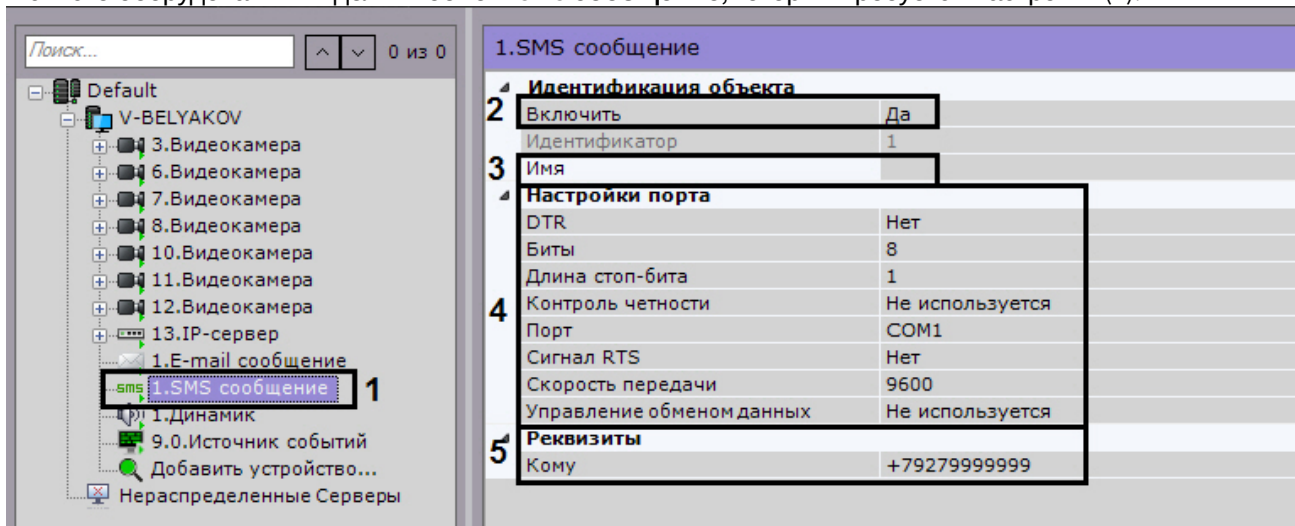 Поиск...
0 из 0
Default
V-BELYAKOV
3.Видеокамера
6.Видеокамера
7.Видеокамера
8.Видеокамера
10.Видеокамера
11.Видеокамера
12.Видеокамера
13.IP-сервер
1.E-mail сообщение
sms 1.SMS сообщение 1
1.Динамик
9.0.Источник событий
Добавить устройство...
Нераспределенные Серверы
1.SMS сообщение
Идентификация объекта
2 Включить Да
Идентификатор 1
3 Имя
Настройки порта
DTR Нет
Биты 8
Длина стоп-бита 1
4 Контроль четности Не используется
Порт COM1
Сигнал RTS Нет
Скорость передачи 9600
Управление обменом данных Не используется
Реквизиты
5 Кому +79279999999